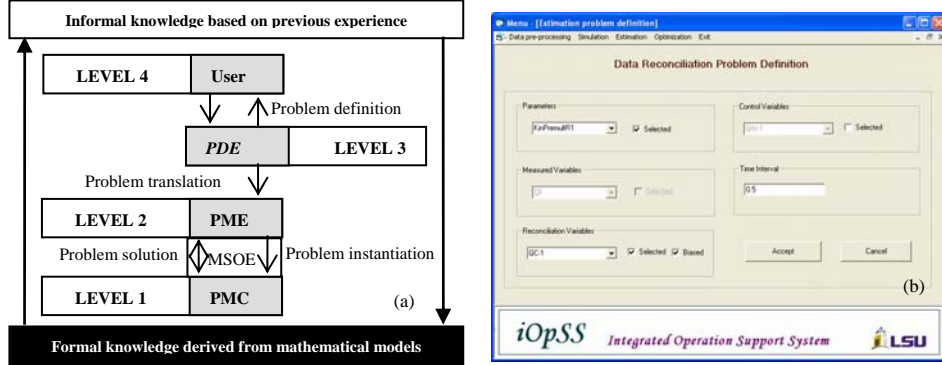 Informal knowledge based on previous experience
LEVEL 4 User
Problem definition
PDE LEVEL 3
Problem translation
LEVEL 2 PME
Problem solution MSOE Problem instantiation
LEVEL 1 PMC
(a)
Formal knowledge derived from mathematical models
Menu - [Estimation problem definition]
Data pre-processing Simulation Estimation Optimization Exit
Data Reconciliation Problem Definition
Parameters
KinPremultR1 Selected
Control Variables
Selected
Measured Variables
Selected
Time Interval
0.5
Reconciliation Variables
QC-1 Selected Biased
Accept Cancel
(b)
iOpSS Integrated Operation Support System LSU